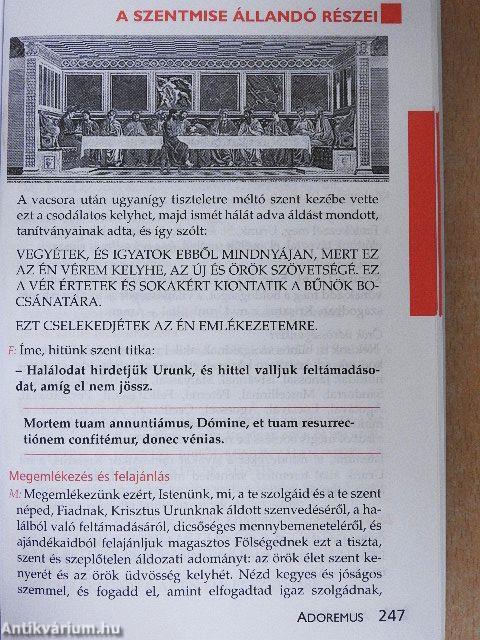 A SZENTMISE ÁLLANDÓ RÉSZEI
A vacsora után ugyanígy tiszteletre méltó szent kezébe vette
ezt a csodálatos kelyhet, majd ismét hálát adva áldást mondott,
tanítványainak adta, és így szólt:
VEGYÉTEK, ÉS IGYATOK EBBŐL MINDNYÁJAN, MERT EZ
AZ ÉN VÉREM KELYHE, AZ ÚJ ÉS ÖRÖK SZÖVETSÉGÉ. EZ
A VÉR ÉRTETEK ÉS SOKAKÉRT KIONTATIK A BŰNÖK BO-
CSÁNATÁRA.
EZT CSELEKEDJÉTEK AZ ÉN EMLÉKEZETEMRE.
P: Íme, hitünk szent titka:
– Halálodat hirdetjük Urunk, és hittel valljuk feltámadáso-
dat, amíg el nem jössz.
Mortem tuam annuntiámus, Dómine, et tuam resurrec-
tiónem confitémur, donec vénias.
Megemlékezés és felajánlás
M: Megemlékezünk ezért, Istenünk, mi, a te szolgáid és a te szent
néped, Fiadnak, Krisztus Urunknak áldott szenvedéséről, a ha-
lálból való feltámadásáról, dicsőséges mennybemeneteléről, és
ajándékaidból felajánljuk magasztos Fölségednek ezt a tiszta,
szent és szeplőtelen áldozati adományt: az örök élet szent ke-
nyerét és az örök üdvösség kelyhét. Nézd kegyes és jóságos
szemmel, és fogadd el, amint elfogadtad igaz szolgádnak,
ADOREMUS 247
Antikvárium.hu